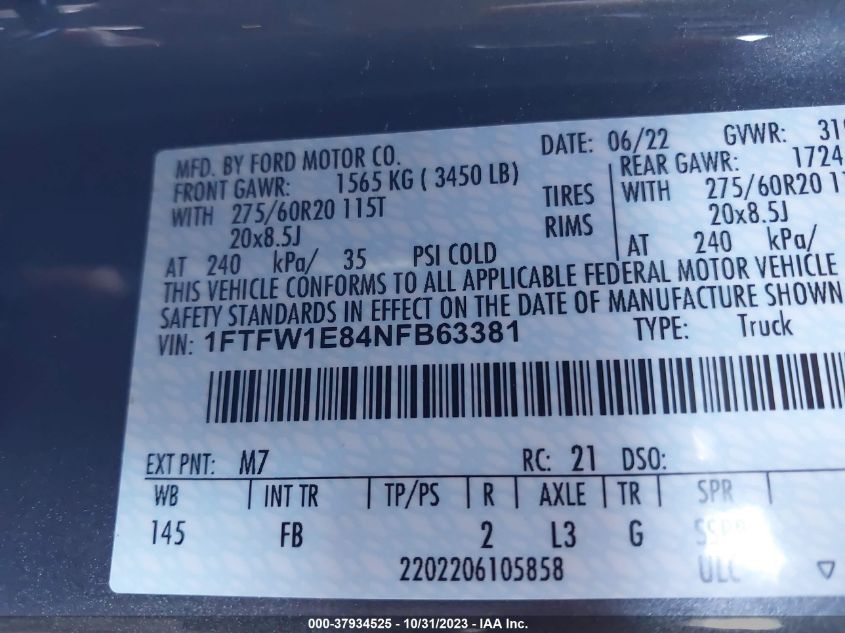 MFD. BY FORD MOTOR CO. DATE: 06/22 GVWR:
FRONT GAWR: 1565 KG ( 3450 LB) REAR GAWR: 1724
WITH 275/60R20 115T TIRES WITH 275/60R20
20x8.5J RIMS 20x8.5J
AT 240 kPa/ 35 PSI COLD AT 240 kPa/
THIS VEHICLE CONFORMS TO ALL APPLICABLE FEDERAL MOTOR VEHICLE
SAFETY STANDARDS IN EFFECT ON THE DATE OF MANUFACTURE SHOWN
VIN: 1FTFW1E84NFB63381 TYPE: Truck
EXT PNT: M7 RC: 21 DSO:
WB INT TR TP/PS R AXLE TR SPR
145 FB 2 L3 G SSPR
2202206105858 ULC
000-37934525 - 10/31/2023 - IAA Inc.